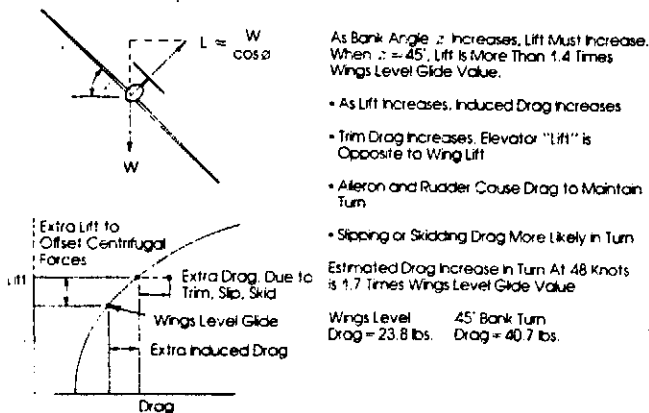 L = W
cosø
W
As Bank Angle ⌀ Increases, Lift Must Increase.
When ⌀ = 45°, Lift Is More Than 1.4 Times
Wings Level Glide Value.
• As Lift Increases, Induced Drag Increases
• Trim Drag Increases. Elevator "Lift" is
Opposite to Wing Lift
• Aileron and Rudder Cause Drag to Maintain
Turn
• Slipping or Skidding Drag More Likely in Turn
Estimated Drag Increase in Turn At 48 Knots
is 1.7 Times Wings Level Glide Value
Wings Level 45° Bank Turn
Drag = 23.8 lbs. Drag = 40.7 lbs.
Extra Lift to
Offset Centrifugal
Forces
Lift
Extra Drag, Due to
Trim, Slip, Skid
Wings Level Glide
Extra Induced Drag
Drag